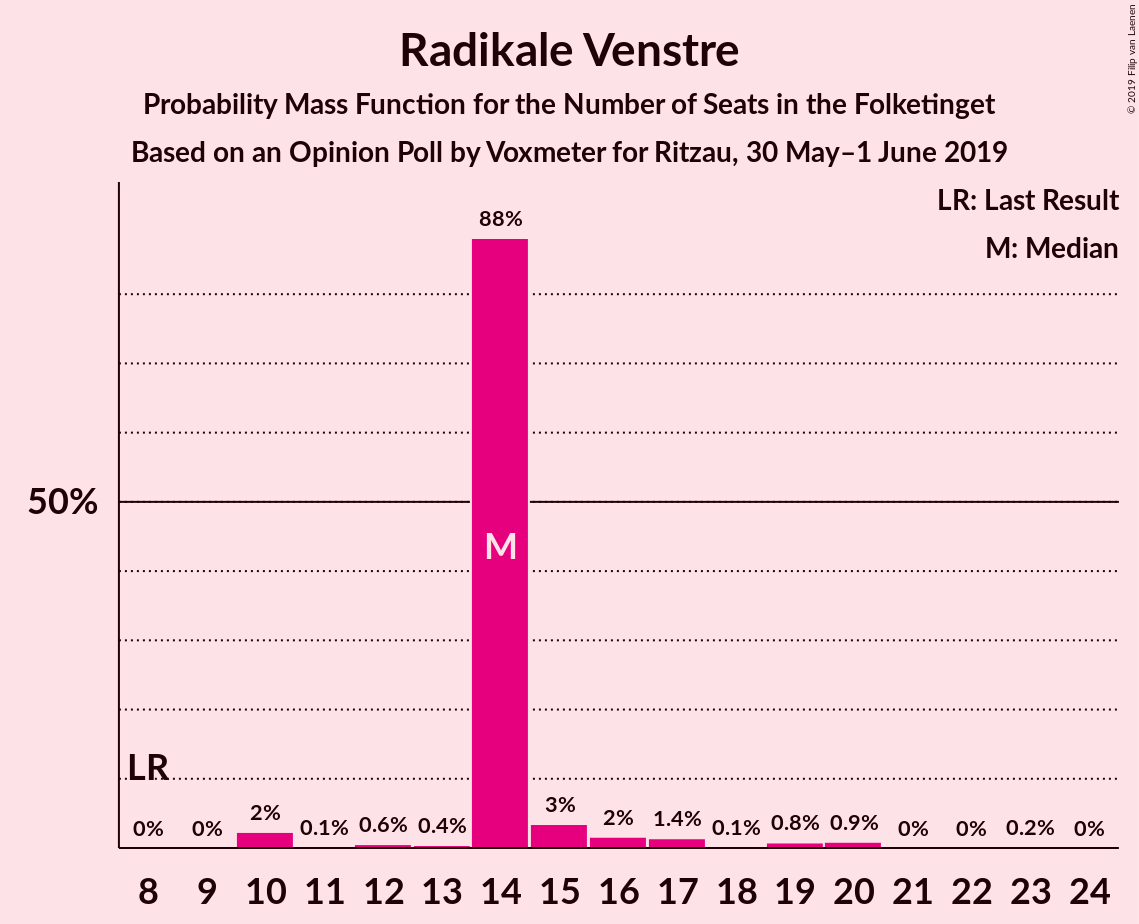 Radikale Venstre
Probability Mass Function for the Number of Seats in the Folketinget
Based on an Opinion Poll by Voxmeter for Ritzau, 30 May–1 June 2019
© 2019 Filip van Laenen
LR: Last Result
M: Median
88%
50%
M
LR
0% 0% 2% 0.1% 0.6% 0.4% 3% 2% 1.4% 0.1% 0.8% 0.9% 0% 0% 0.2% 0%
8 9 10 11 12 13 14 15 16 17 18 19 20 21 22 23 24